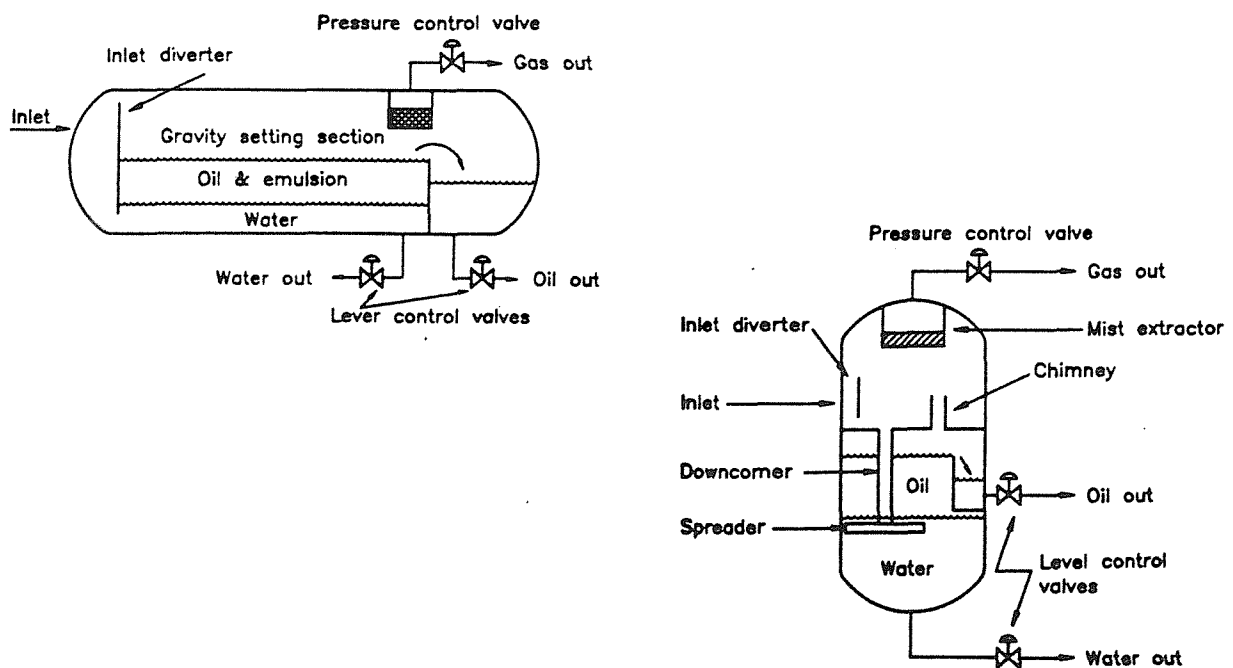 Pressure control valve
Inlet diverter
Gas out
Inlet
Gravity setting section
Oil & emulsion
Water
Water out
Oil out
Lever control valves
Pressure control valve
Gas out
Inlet diverter
Mist extractor
Chimney
Inlet
Downcorner
Oil
Oil out
Spreader
Water
Level control
valves
Water out